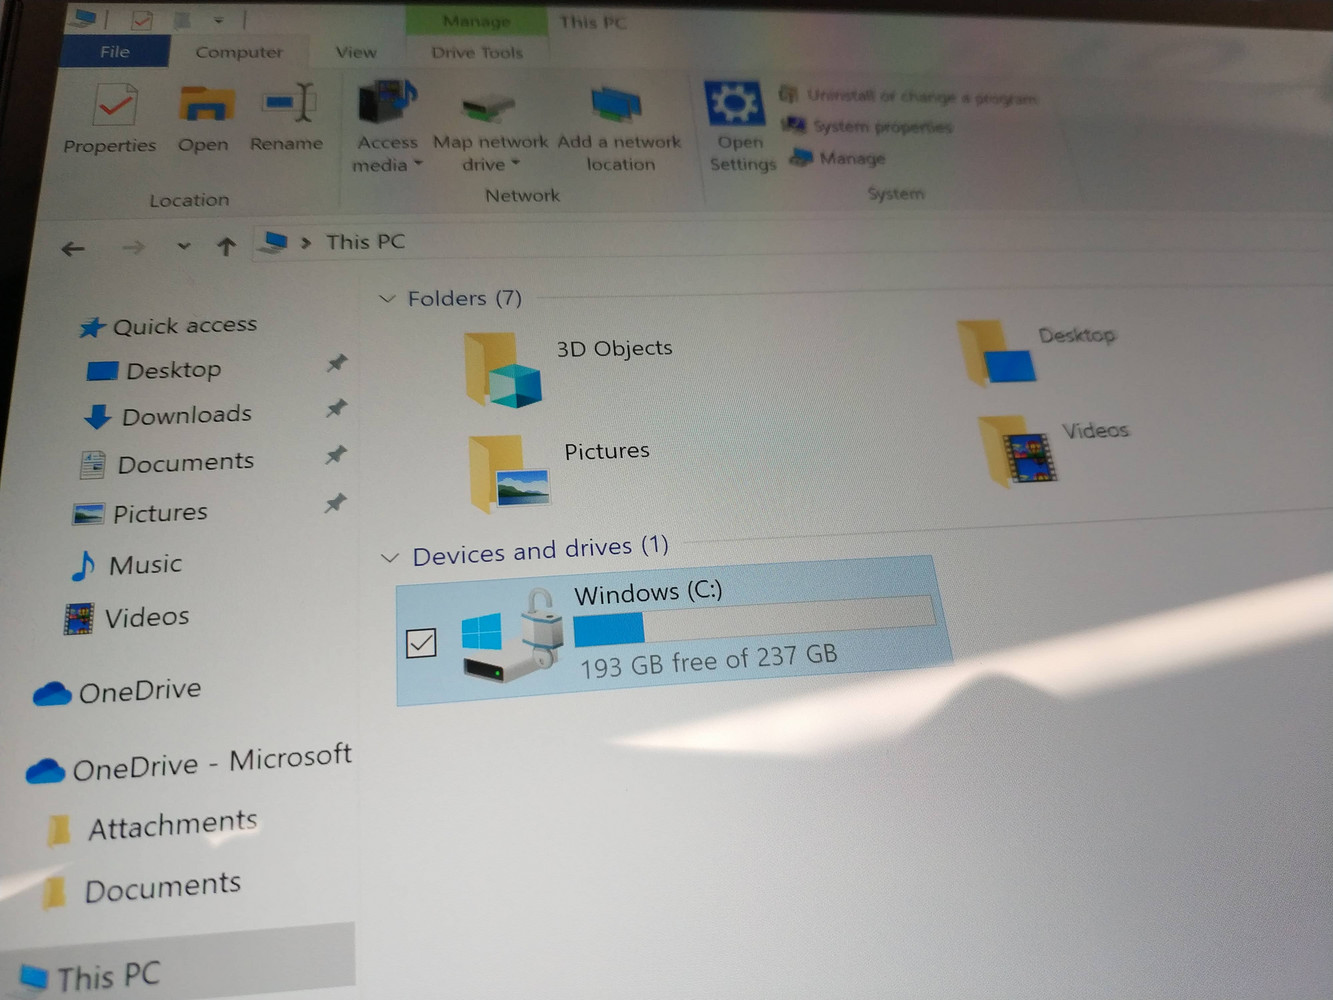 Manage This PC
File Computer View Drive Tools
Properties Open Rename Access media Map network drive Add a network location Open Settings
Uninstall or change a program
System properties
Manage
Location Network System
This PC
Quick access
Desktop
Downloads
Documents
Pictures
Music
Videos
OneDrive
OneDrive - Microsoft
Attachments
Documents
This PC
Folders (7)
3D Objects Desktop
Pictures Videos
Devices and drives (1)
Windows (C:)
193 GB free of 237 GB